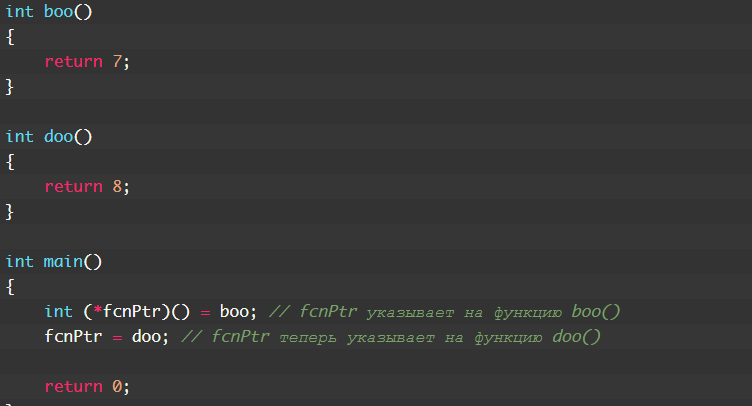 int boo()
{
    return 7;
}
int doo()
{
    return 8;
}
int main()
{
    int (*fcnPtr)() = boo; // fcnPtr указывает на функцию boo()
    fcnPtr = doo; // fcnPtr теперь указывает на функцию doo()
    return 0;
}